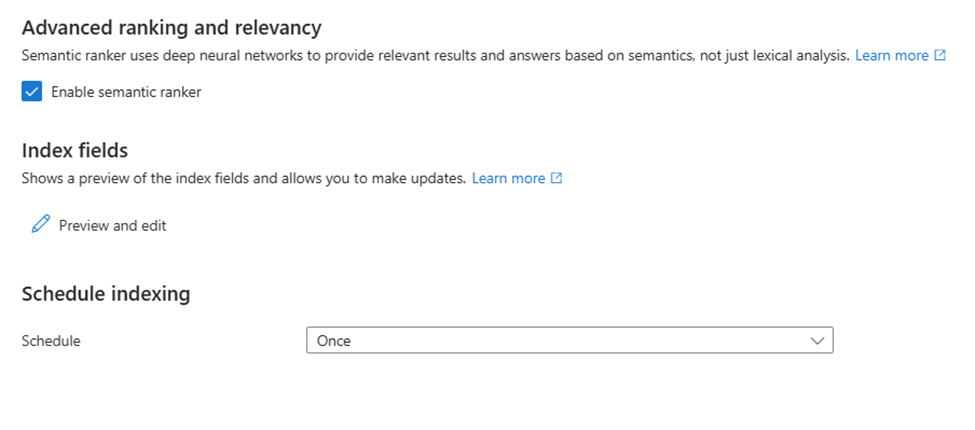 Advanced ranking and relevancy
Semantic ranker uses deep neural networks to provide relevant results and answers based on semantics, not just lexical analysis. Learn more
Enable semantic ranker
Index fields
Shows a preview of the index fields and allows you to make updates. Learn more
Preview and edit
Schedule indexing
Schedule Once